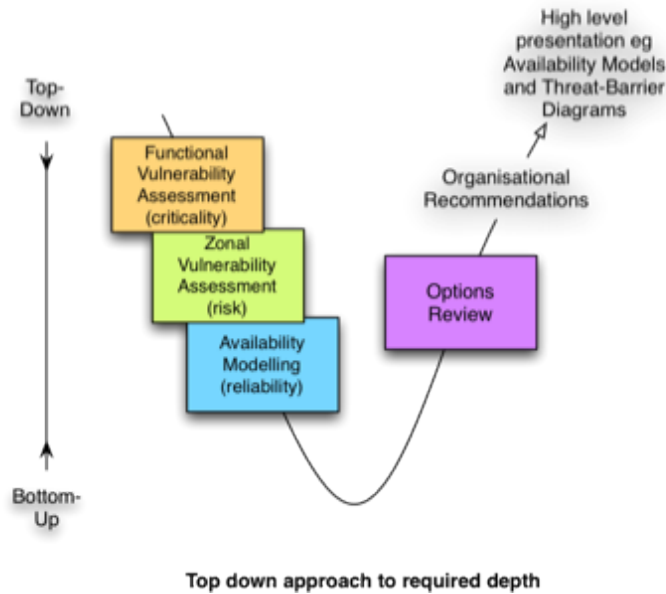 Top-
Down
Functional
Vulnerability
Assessment
(criticality)
Zonal
Vulnerability
Assessment
(risk)
Availability
Modelling
(reliability)
Bottom-
Up
High level
presentation eg
Availability Models
and Threat-Barrier
Diagrams
Organisational
Recommendations
Options
Review
Top down approach to required depth